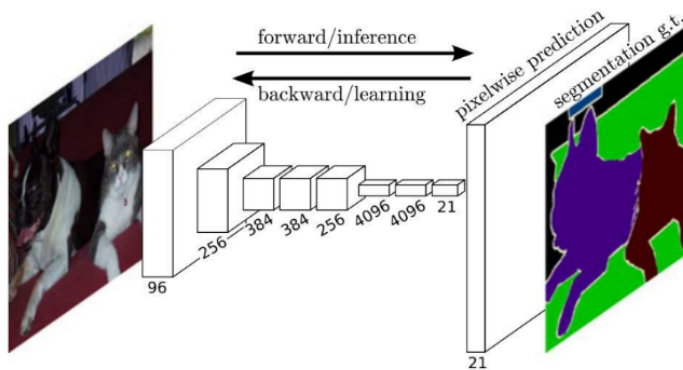 forward/inference
backward/learning
pixelwise prediction
segmentation g.t.
96
256
384
384
256
4096
4096
21
21